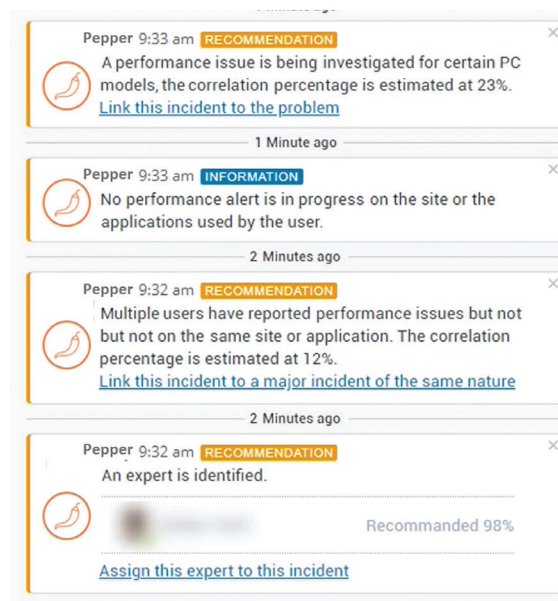 Pepper 9:33 am RECOMMENDATION
A performance issue is being investigated for certain PC
models, the correlation percentage is estimated at 23%.
Link this incident to the problem
1 Minute ago
Pepper 9:33 am INFORMATION
No performance alert is in progress on the site or the
applications used by the user.
2 Minutes ago
Pepper 9:32 am RECOMMENDATION
Multiple users have reported performance issues but not
but not on the same site or application. The correlation
percentage is estimated at 12%.
Link this incident to a major incident of the same nature
2 Minutes ago
Pepper 9:32 am RECOMMENDATION
An expert is identified.
Recommanded 98%
Assign this expert to this incident